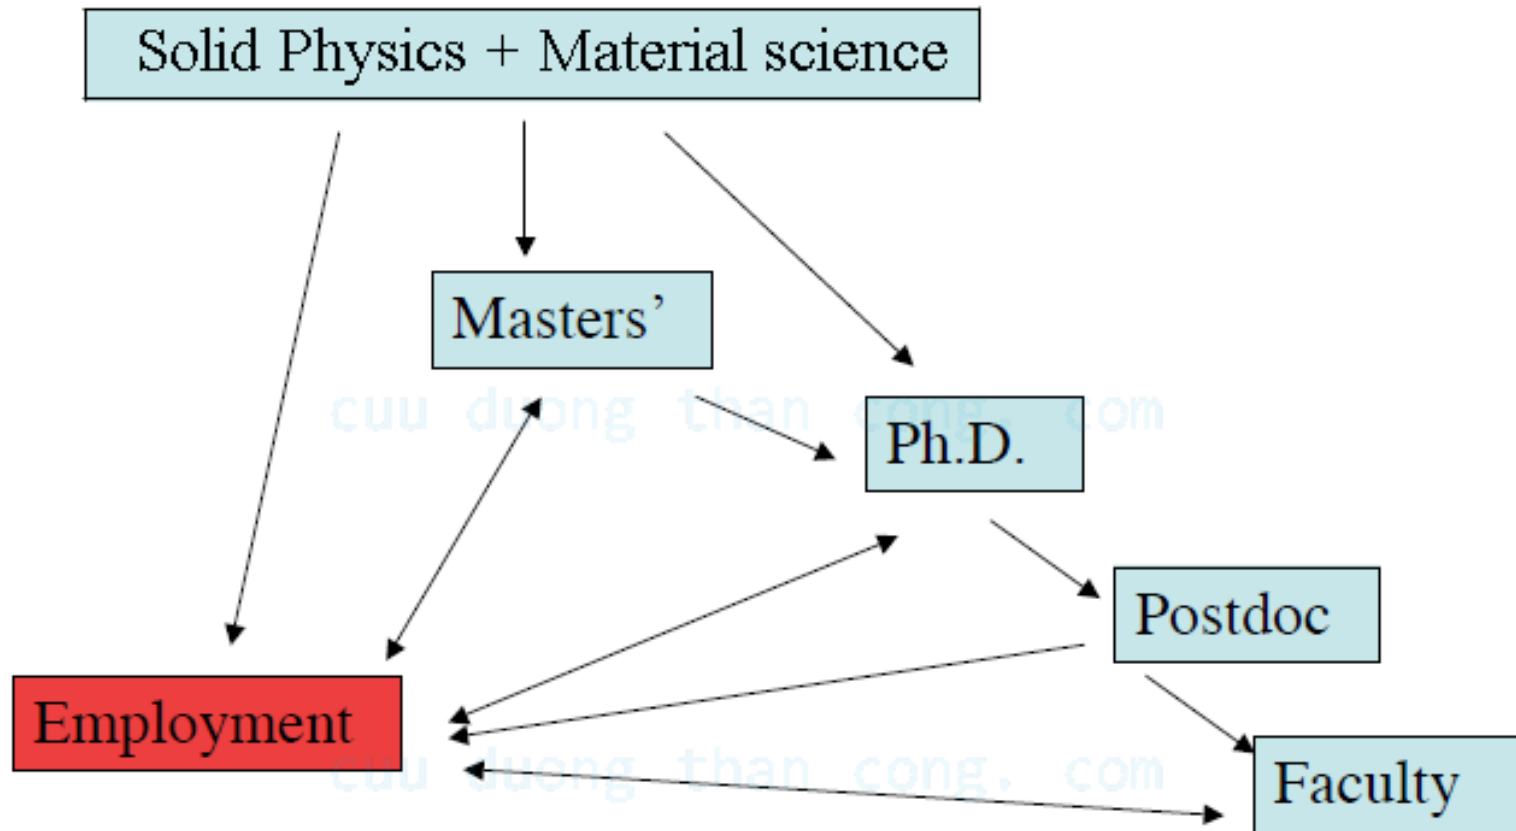 Solid Physics + Material science
Masters’
cuu duong than cong. com
Ph.D.
Postdoc
Employment
cuu duong than cong. com
Faculty